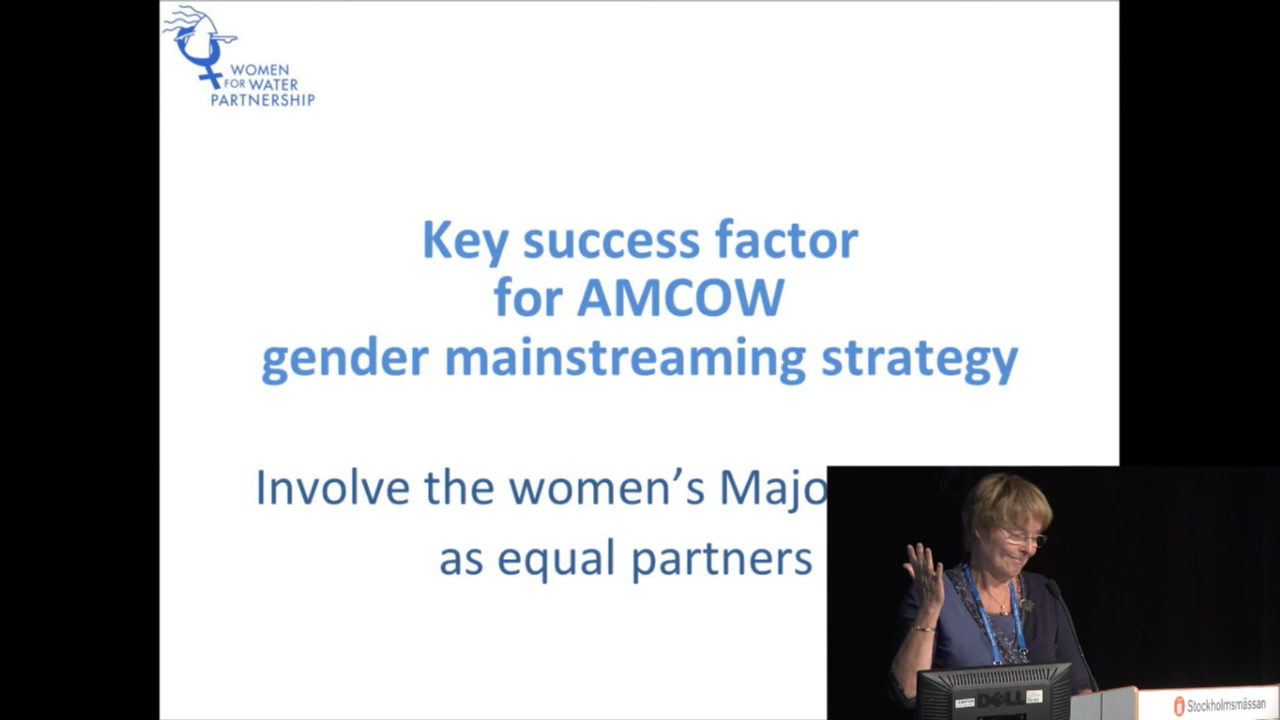 WOMEN
FOR WATER
PARTNERSHIP
Key success factor
for AMCOW
gender mainstreaming strategy
Involve the women's Majo
as equal partners
DELL
Stockholmsmässan